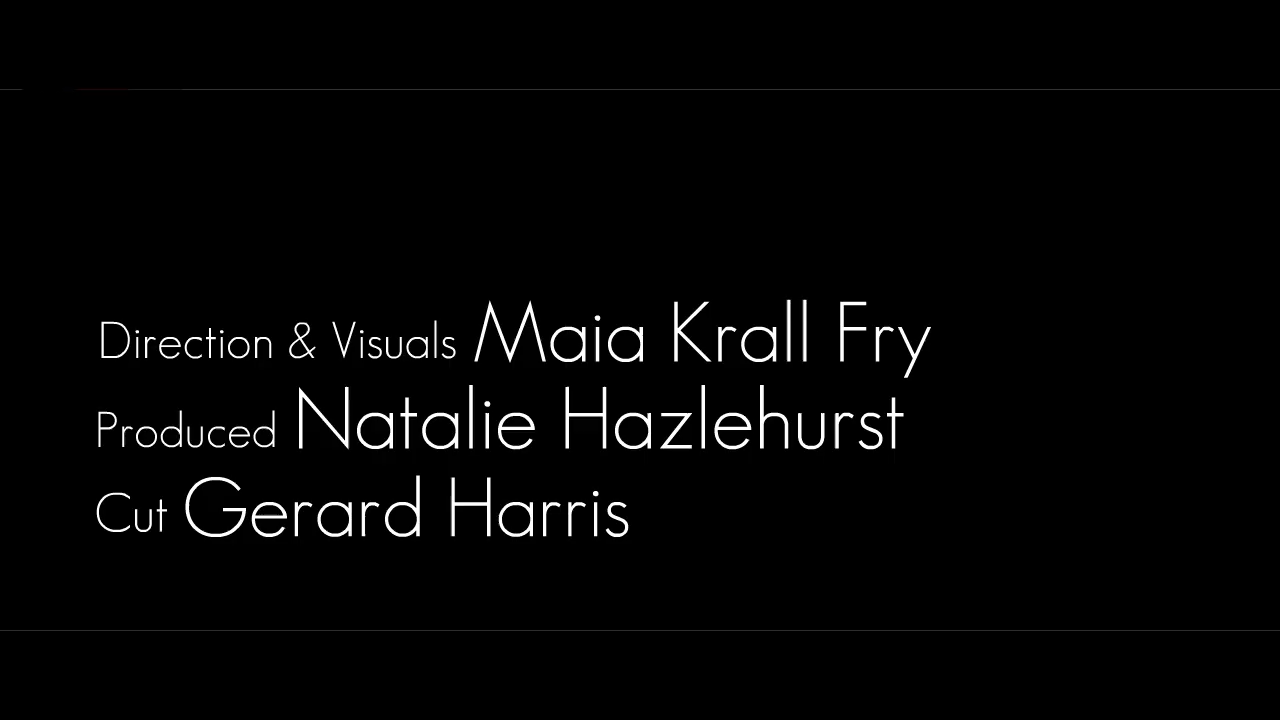 Direction & Visuals Maia Krall Fry
Produced Natalie Hazlehurst
Cut Gerard Harris